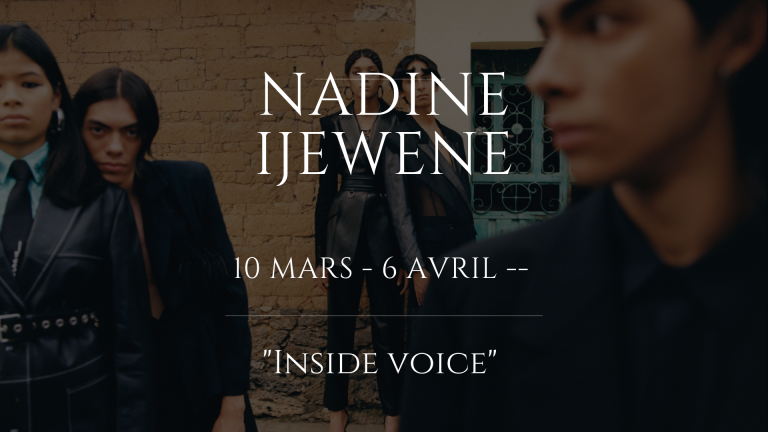 NADINE
IJEWENE
10 MARS - 6 AVRIL --
"INSIDE VOICE"